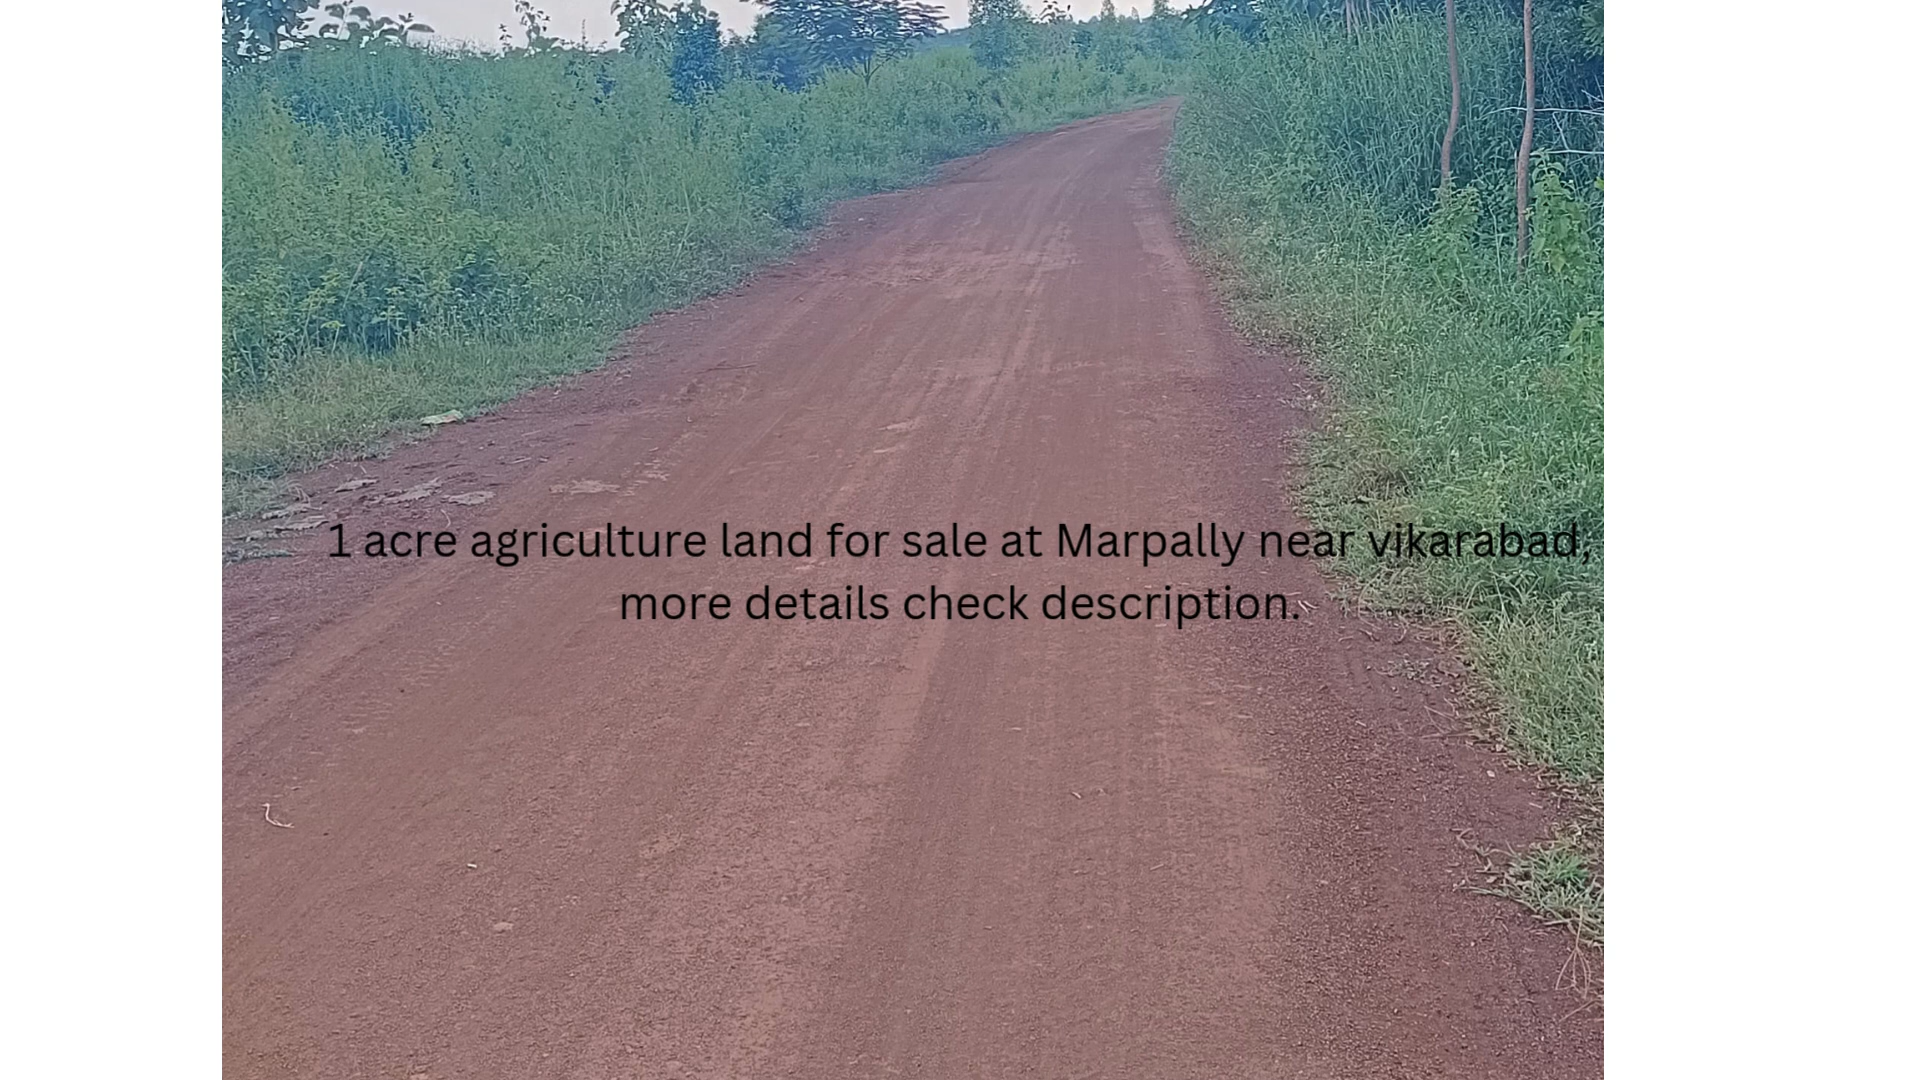 1 acre agriculture land for sale at Marpally near vikarabad,
more details check description.